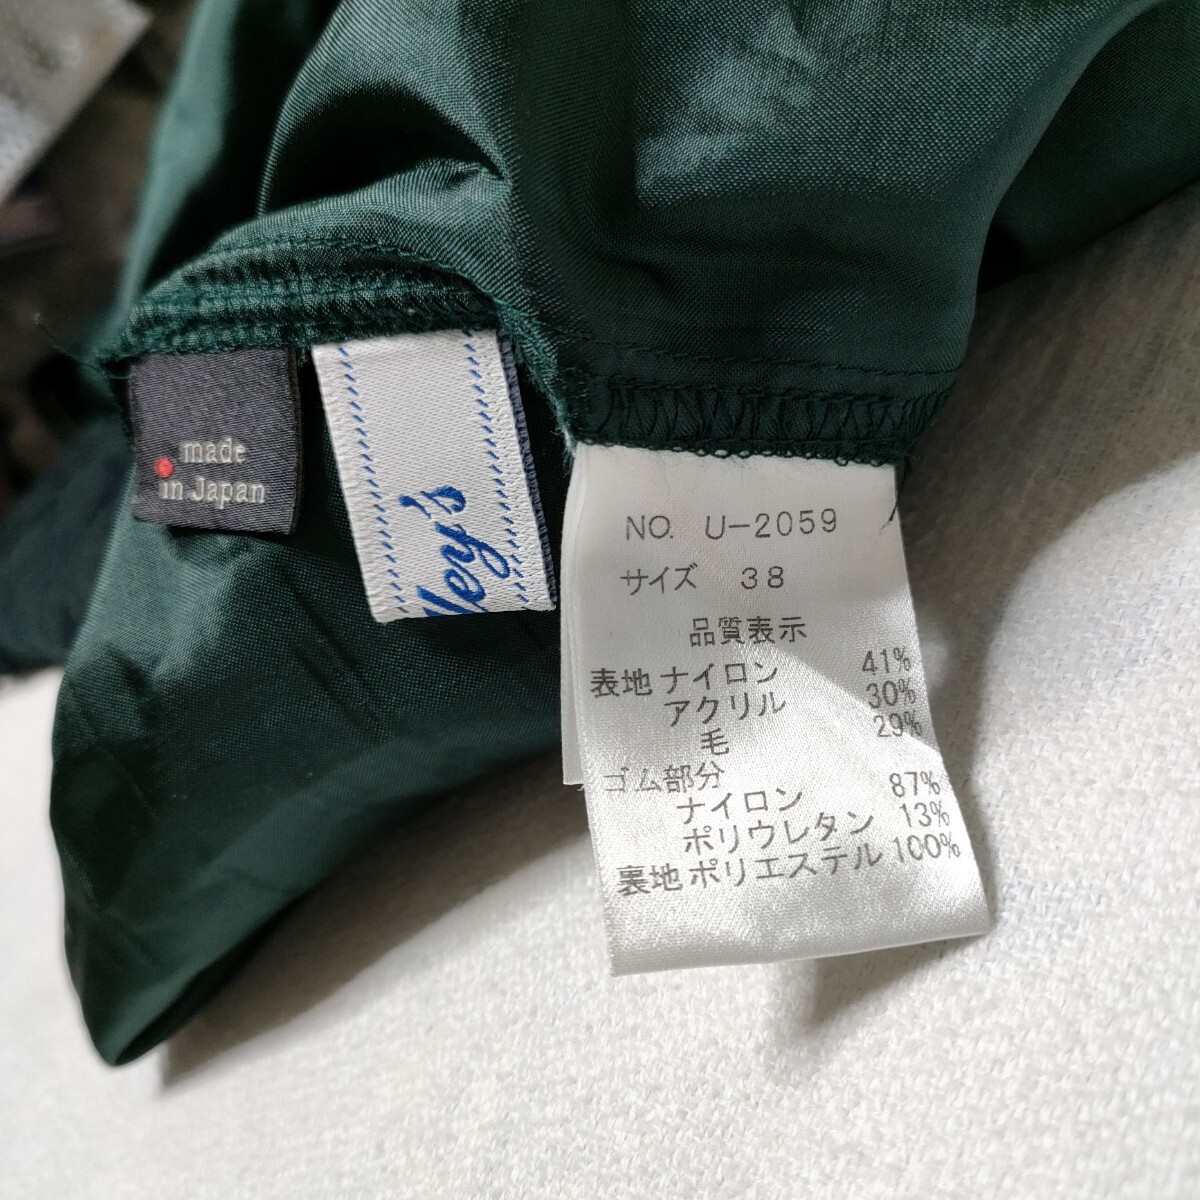 made
in Japan
NO. U-2059
サイズ 38
品質表示
表地 ナイロン 41%
アクリル 30%
毛 29%
ゴム部分
ナイロン 87%
ポリウレタン 13%
裏地 ポリエステル 100%